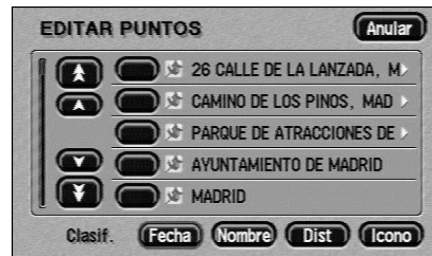 EDITAR PUNTOS
Anular
26 CALLE DE LA LANZADA, M
CAMINO DE LOS PINOS, MAD
PARQUE DE ATRACCIONES DE
AYUNTAMIENTO DE MADRID
MADRID
Clasif. Fecha Nombre Dist Icono